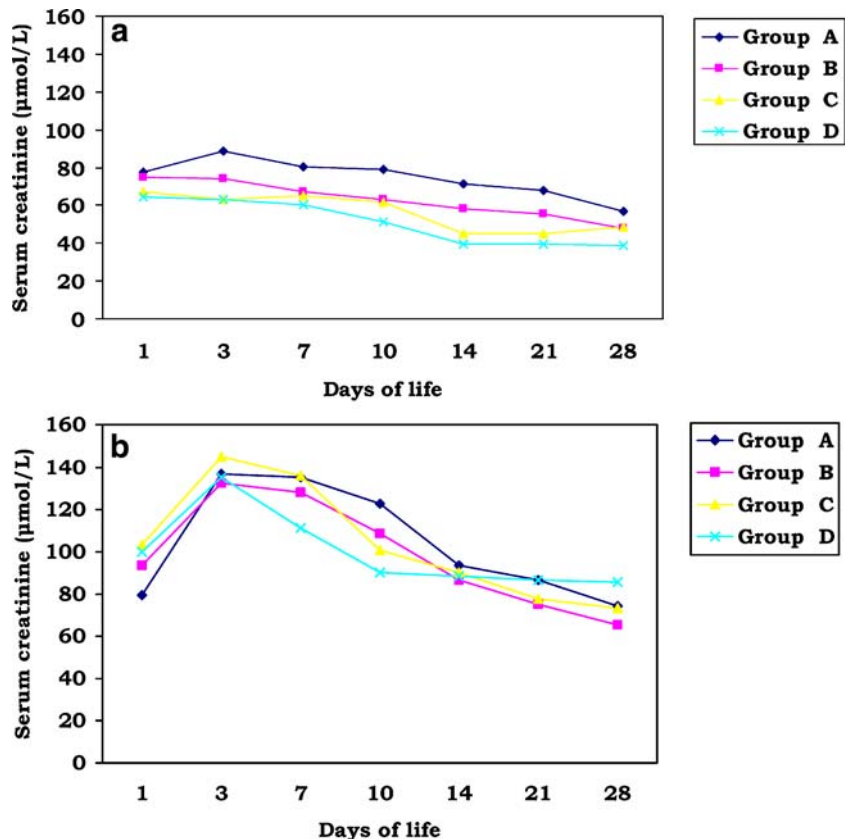 a
Serum creatinine (µmol/L)
160
140
120
100
80
60
40
20
0
1 3 7 10 14 21 28
Days of life
Group A
Group B
Group C
Group D
b
Serum creatinine (µmol/L)
160
140
120
100
80
60
40
20
0
1 3 7 10 14 21 28
Days of life
Group A
Group B
Group C
Group D